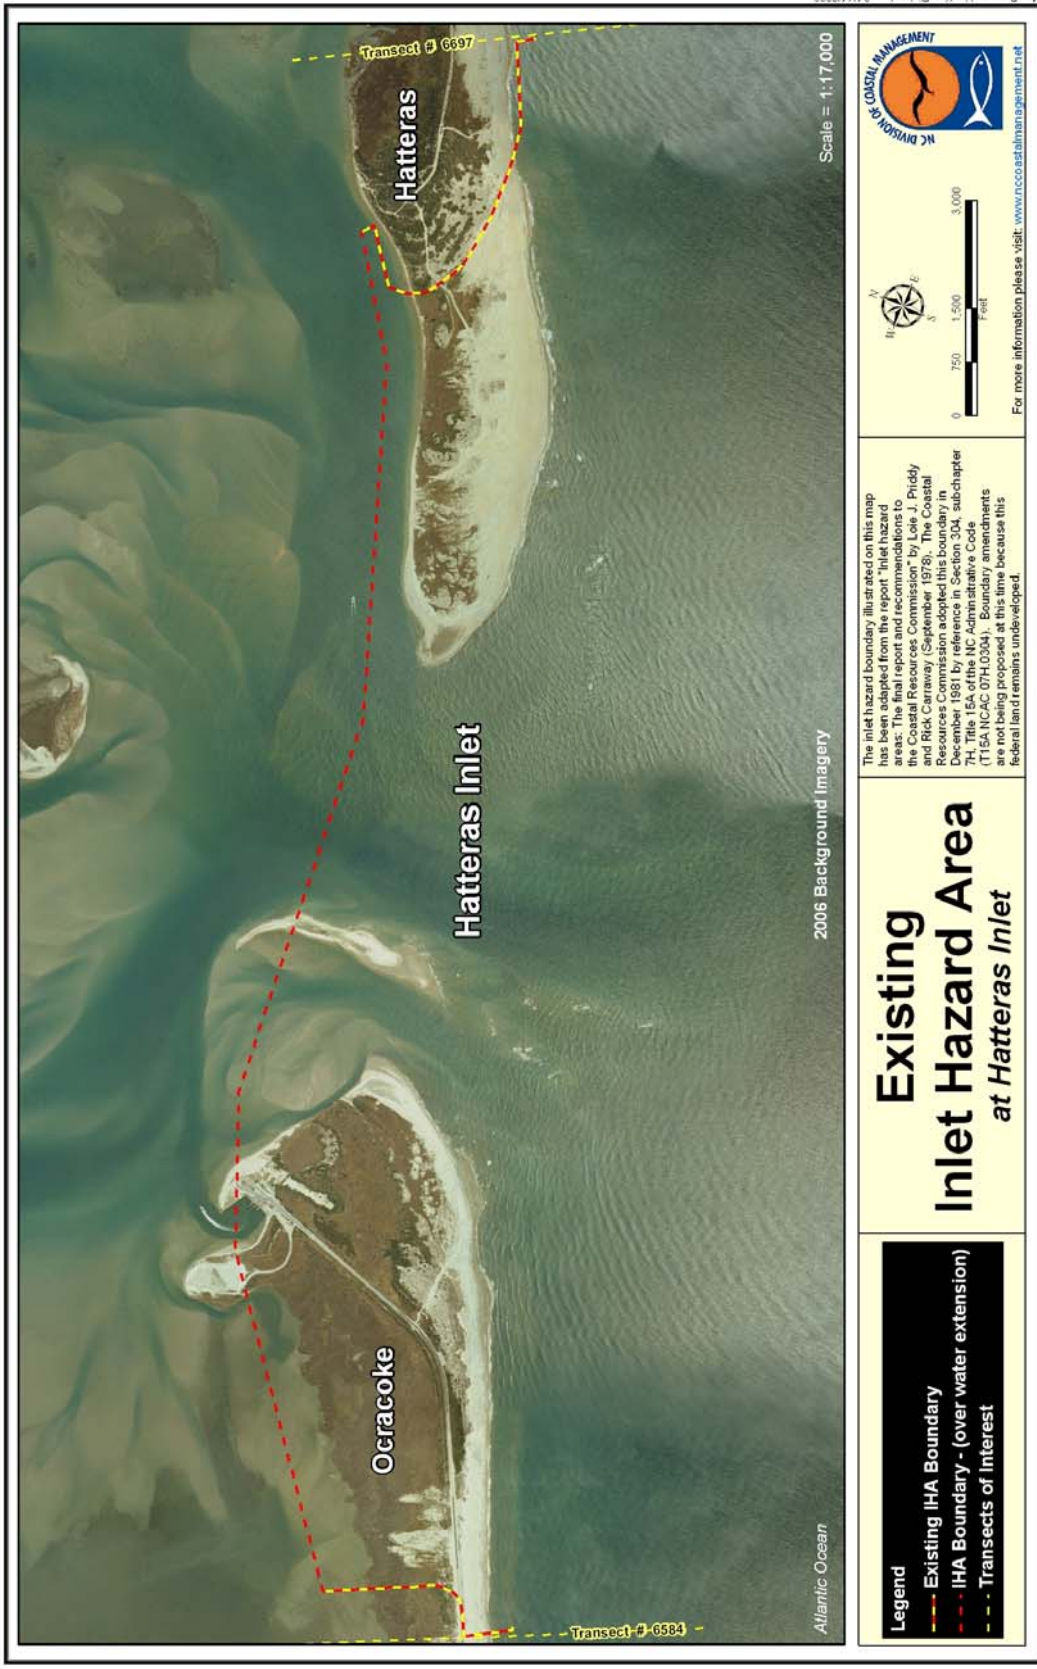 Transect # 6697
Hatteras
Hatteras Inlet
Ocracoke
Transect # 6584
Atlantic Ocean
2006 Background Imagery
Scale = 1:17,000
Legend
Existing IHA Boundary
IHA Boundary - (over water extension)
Transects of Interest
Existing
Inlet Hazard Area
at Hatteras Inlet
The inlet hazard boundary illustrated on this map
has been adapted from the report "Inlet hazard
areas: The final report and recommendations to
the Coastal Resources Commission" by Loie J. Priddy
and Rick Carraway (September 1978). The Coastal
Resources Commission adopted this boundary in
December 1981 by reference in Section 304, subchapter
7H, Title 15A of the NC Adminsitrative Code
(T15A NCAC 07H.0304). Boundary amendments
are not being proposed at this time because this
federal land remains undeveloped.
N
W
E
S
0 750 1,500 3,000
Feet
NC DIVISION OF COASTAL MANAGEMENT
For more information please visit: www.nccoastalmanagement.net